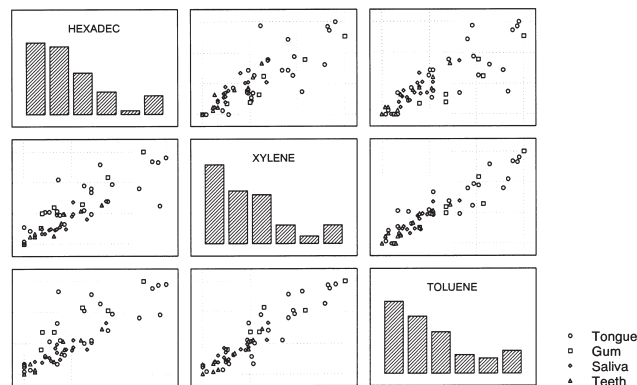 HEXADEC
XYLENE
TOLUENE
Tongue
Gum
Saliva
Teeth